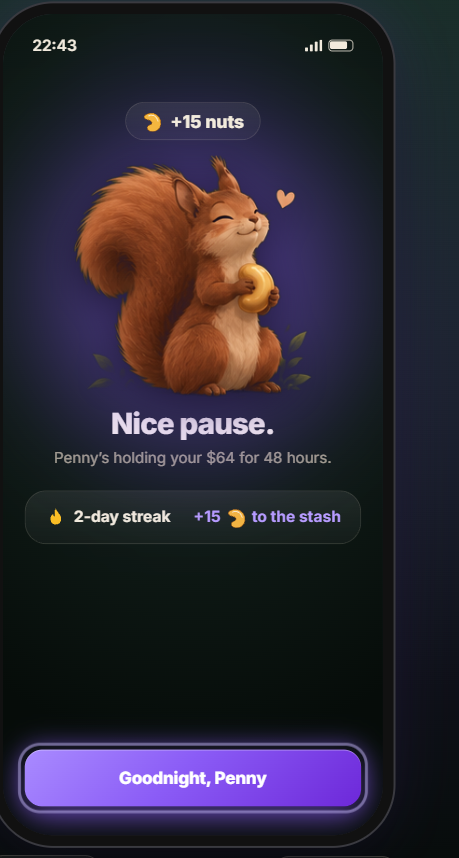 22:43
+15 nuts
Nice pause.
Penny’s holding your $64 for 48 hours.
2-day streak +15 to the stash
Goodnight, Penny